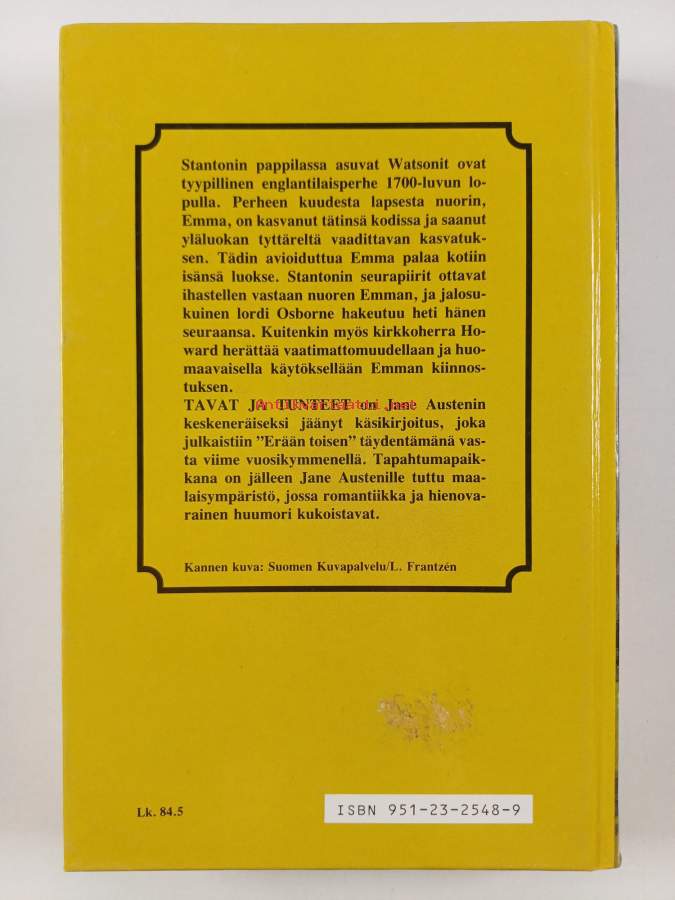 Stantonin pappilassa asuvat Watsonit ovat
tyypillinen englantilaisperhe 1700-luvun lo-
pulla. Perheen kuudesta lapsesta nuorin,
Emma, on kasvanut tätinsä kodissa ja saanut
yläluokan tyttäreltä vaadittavan kasvatuk-
sen. Tädin avioiduttua Emma palaa kotiin
isänsä luokse. Stantonin seurapiirit ottavat
ihastellen vastaan nuoren Emman, ja jalosu-
kuinen lordi Osborne hakeutuu heti hänen
seuraansa. Kuitenkin myös kirkkoherra Ho-
ward herättää vaatimattomuudellaan ja huo-
maavaisella käytöksellään Emman kiinnos-
tuksen.
TAVAT JA TUNTEET on Jane Austenin
keskeneräiseksi jäänyt käsikirjoitus, joka
julkaistiin ”Erään toisen” täydentämänä vas-
ta viime vuosikymmenellä. Tapahtumapaik-
kana on jälleen Jane Austenille tuttu maa-
laisympäristö, jossa romantiikka ja hienova-
rainen huumori kukoistavat.
Kannen kuva: Suomen Kuvapalvelu/L. Frantzén
Lk. 84.5
ISBN 951-23-2548-9